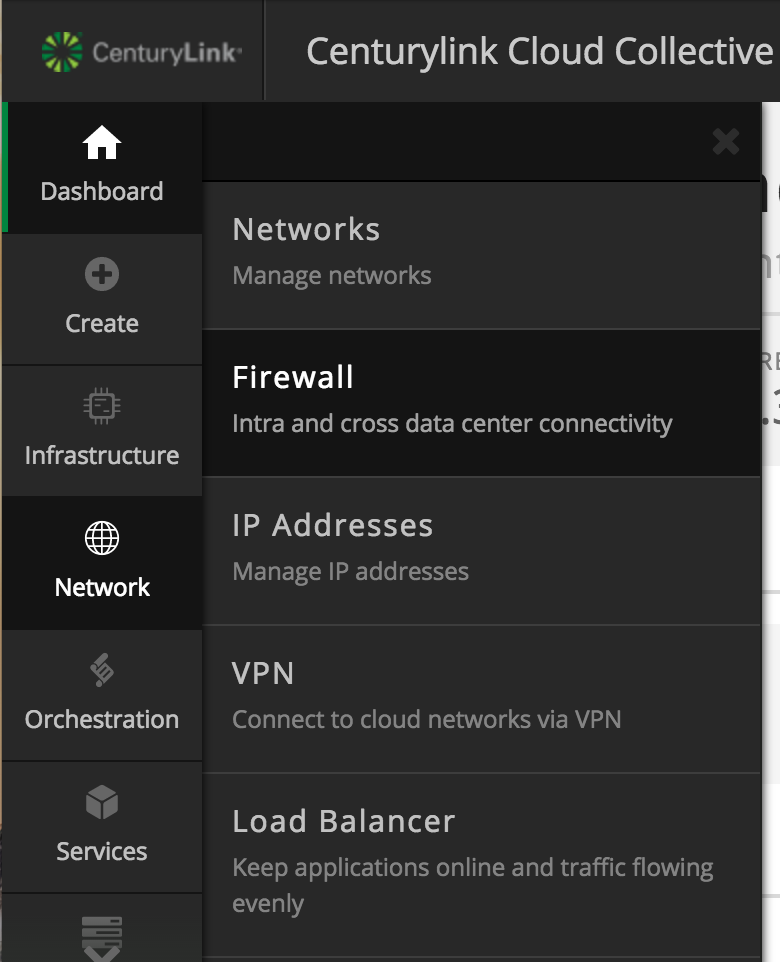 CenturyLink
Centurylink Cloud Collective
Dashboard
Create
Infrastructure
Network
Orchestration
Services
Networks
Manage networks
Firewall
Intra and cross data center connectivity
IP Addresses
Manage IP addresses
VPN
Connect to cloud networks via VPN
Load Balancer
Keep applications online and traffic flowing
evenly